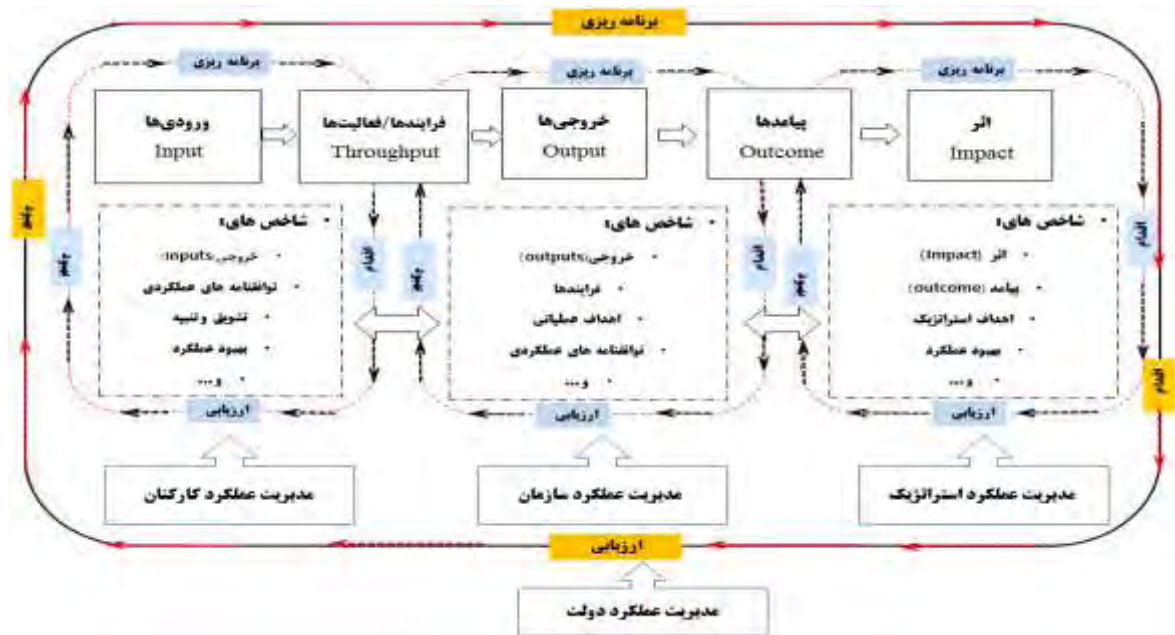 برنامه ریزی
برنامه ریزی
برنامه ریزی
برنامه ریزی
ورودی‌ها
Input
فرایندها/فعالیت‌ها
Throughput
خروجی‌ها
Output
پیامدها
Outcome
اثر
Impact
اقدام
اقدام
اقدام
اقدام
• شاخص های:
• خروجی(inputs)
• توافقنامه های عملکردی
• تشویق و تنبیه
• بهبود عملکرد
• و...
• شاخص های:
• خروجی(outputs)
• فرایندها
• اهداف عملیاتی
• توافقنامه های عملکردی
• و...
• شاخص های:
• اثر (Impact)
• پیامد (outcome)
• اهداف استراتژیک
• بهبود عملکرد
• و...
ارزیابی
ارزیابی
ارزیابی
مدیریت عملکرد کارکنان
مدیریت عملکرد سازمان
مدیریت عملکرد استراتژیک
ارزیابی
مدیریت عملکرد دولت